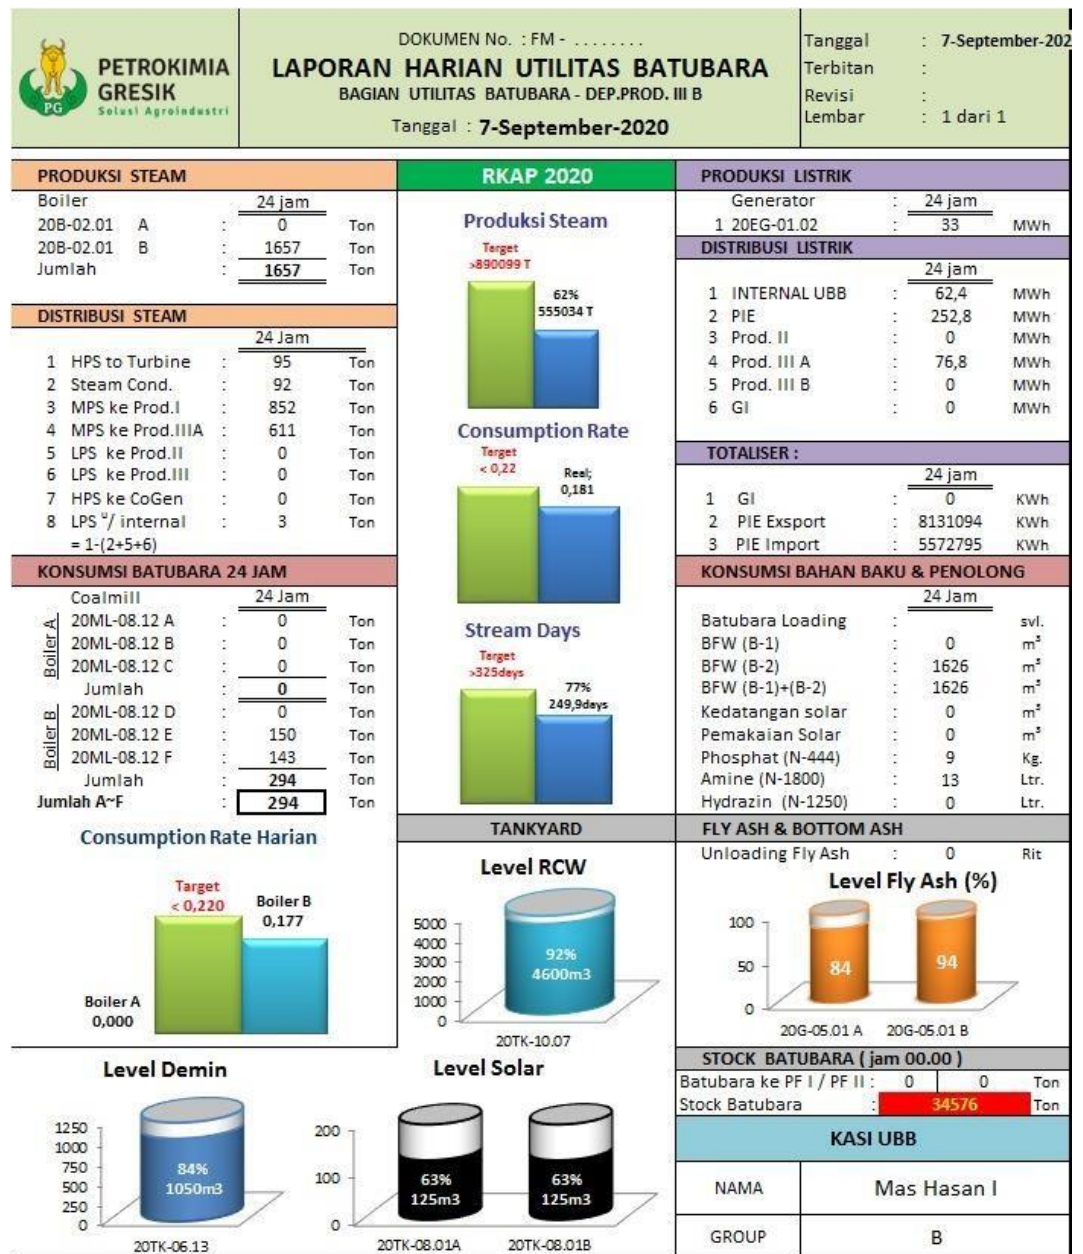 PETROKIMIA
GRESIK
Solusi Agroindustri
PG
DOKUMEN No. : FM - ........
LAPORAN HARIAN UTILITAS BATUBARA
BAGIAN UTILITAS BATUBARA - DEP.PROD. III B
Tanggal : 7-September-2020
Tanggal : 7-September-202
Terbitan :
Revisi :
Lembar : 1 dari 1
PRODUKSI STEAM
Boiler 24 jam
20B-02.01 A : 0 Ton
20B-02.01 B : 1657 Ton
Jumlah : 1657 Ton
DISTRIBUSI STEAM
24 Jam
1 HPS to Turbine : 95 Ton
2 Steam Cond. : 92 Ton
3 MPS ke Prod.I : 852 Ton
4 MPS ke Prod.IIIA : 611 Ton
5 LPS ke Prod.II : 0 Ton
6 LPS ke Prod.III : 0 Ton
7 HPS ke CoGen : 0 Ton
8 LPS u/ internal : 3 Ton
= 1-(2+5+6)
KONSUMSI BATUBARA 24 JAM
Coalmill 24 Jam
Boiler A
20ML-08.12 A : 0 Ton
20ML-08.12 B : 0 Ton
20ML-08.12 C : 0 Ton
Jumlah : 0 Ton
Boiler B
20ML-08.12 D : 0 Ton
20ML-08.12 E : 150 Ton
20ML-08.12 F : 143 Ton
Jumlah : 294 Ton
Jumlah A~F : 294 Ton
Consumption Rate Harian
Target
< 0,220
Boiler B
0,177
Boiler A
0,000
RKAP 2020
Produksi Steam
Target
>890099 T
62%
555034 T
Consumption Rate
Target
< 0,22
Real;
0,181
Stream Days
Target
>325days
77%
249,9days
PRODUKSI LISTRIK
Generator : 24 jam
1 20EG-01.02 : 33 MWh
DISTRIBUSI LISTRIK
24 jam
1 INTERNAL UBB : 62,4 MWh
2 PIE : 252,8 MWh
3 Prod. II : 0 MWh
4 Prod. III A : 76,8 MWh
5 Prod. III B : 0 MWh
6 GI : 0 MWh
TOTALISER :
24 jam
1 GI : 0 KWh
2 PIE Exsport : 8131094 KWh
3 PIE Import : 5572795 KWh
KONSUMSI BAHAN BAKU & PENOLONG
24 Jam
Batubara Loading : svl.
BFW (B-1) : 0 m³
BFW (B-2) : 1626 m³
BFW (B-1)+(B-2) : 1626 m³
Kedatangan solar : 0 m³
Pemakaian Solar : 0 m³
Phosphat (N-444) : 9 Kg.
Amine (N-1800) : 13 Ltr.
Hydrazin (N-1250) : 0 Ltr.
TANKYARD
Level RCW
5000
4000
3000
2000
1000
0
92%
4600m3
20TK-10.07
FLY ASH & BOTTOM ASH
Unloading Fly Ash : 0 Rit
Level Fly Ash (%)
100
50
0
84
94
20G-05.01 A 20G-05.01 B
Level Demin
1250
1000
750
500
250
0
84%
1050m3
20TK-06.13
Level Solar
200
100
0
63%
125m3
63%
125m3
20TK-08.01A 20TK-08.01B
STOCK BATUBARA ( jam 00.00 )
Batubara ke PF I / PF II : 0 0 Ton
Stock Batubara : 34576 Ton
KASI UBB
NAMA Mas Hasan I
GROUP B